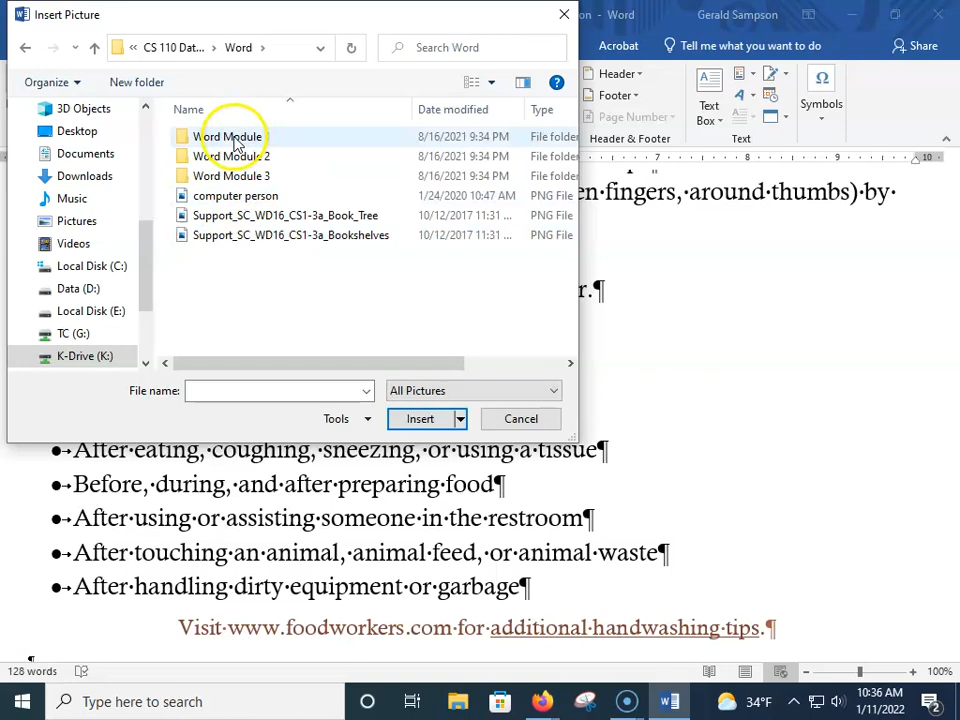 Insert Picture
- Word
Gerald Sampson
CS 110 Dat...
Word
Search Word
Acrobat
Tell me what you want to do
Share
Organize
New folder
Header
Footer
Page Number
Header & Footer
Text Box
Text
Symbols
Name
Date modified
Type
3D Objects
Desktop
Documents
Downloads
Music
Pictures
Videos
Local Disk (C:)
Data (D:)
Local Disk (E:)
TC (G:)
K-Drive (K:)
Word Module 1 8/16/2021 9:34 PM File folder
Word Module 2 8/16/2021 9:34 PM File folder
Word Module 3 8/16/2021 9:34 PM File folder
computer person 1/24/2020 10:47 AM PNG File
Support_SC_WD16_CS1-3a_Book_Tree 10/12/2017 11:31 ... PNG File
Support_SC_WD16_CS1-3a_Bookshelves 10/12/2017 11:31 ... PNG File
File name:
All Pictures
Tools
Insert
Cancel
7
8
9
10
en·fingers,·around·thumbs)·by·
r.¶
●→After·eating,·coughing,·sneezing,·or·using·a·tissue¶
●→Before,·during,·and·after·preparing·food¶
●→After·using·or·assisting·someone·in·the·restroom¶
●→After·touching·an·animal,·animal·feed,·or·animal·waste¶
●→After·handling·dirty·equipment·or·garbage¶
Visit·www.foodworkers.com·for·additional·handwashing·tips.¶
¶
128 words
100%
Type here to search
34°F
10:36 AM
1/11/2022
2